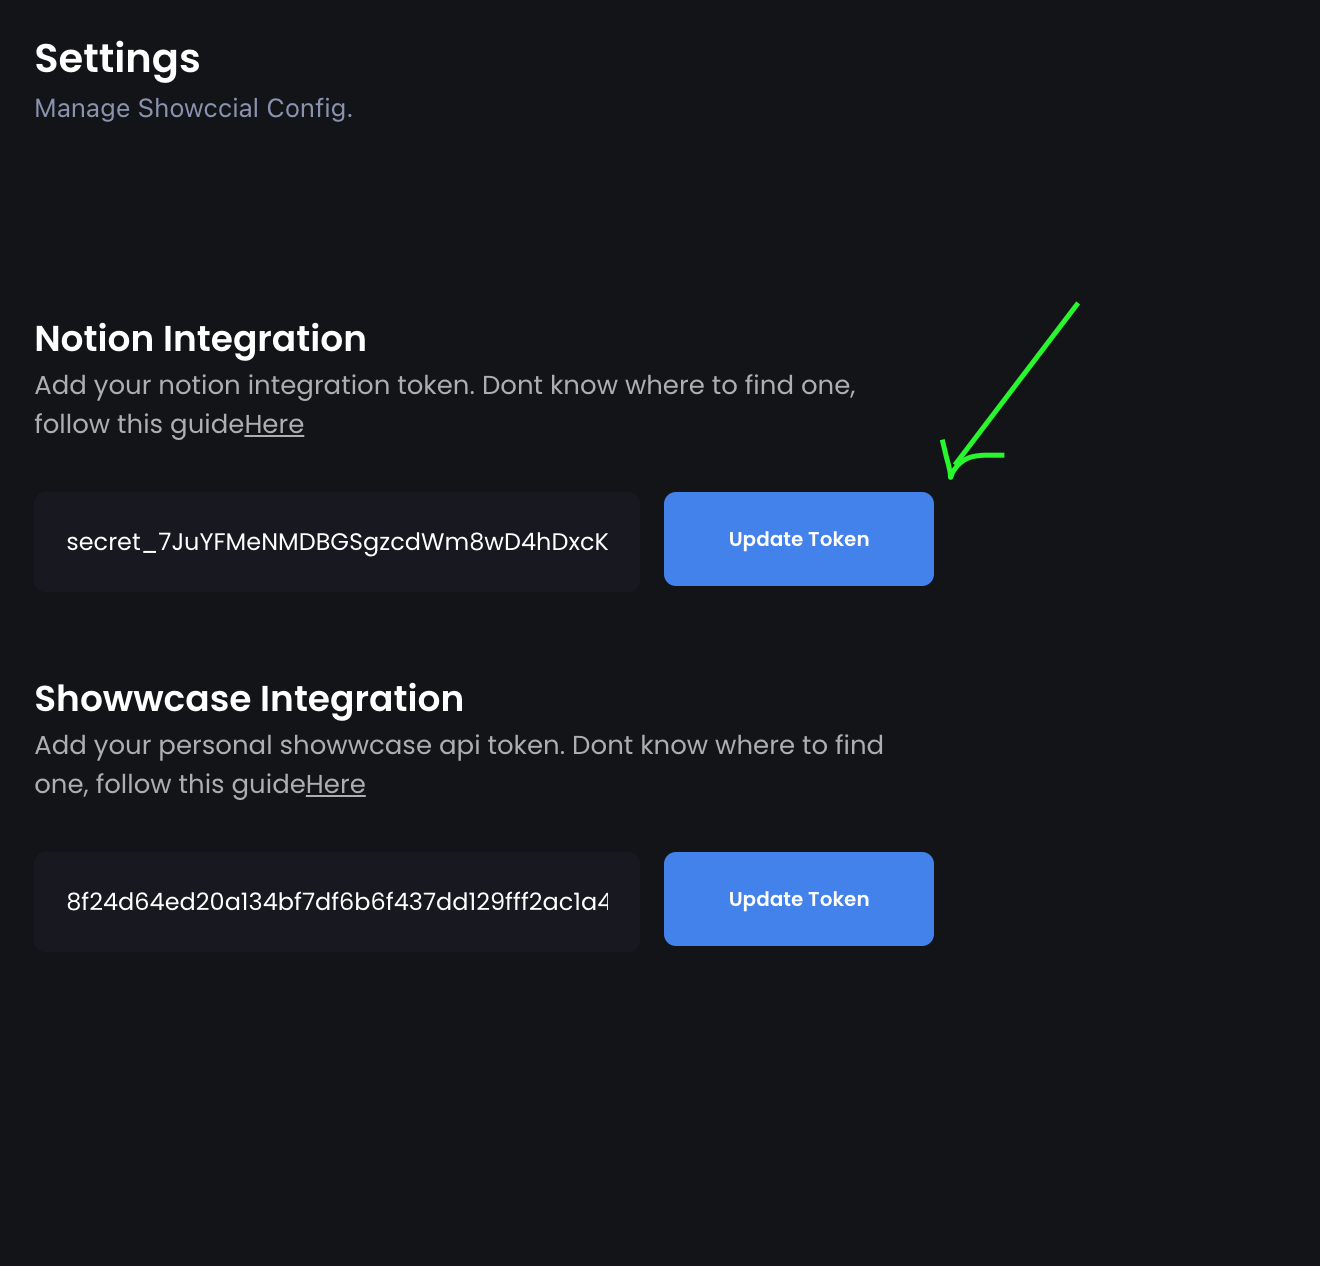 Settings
Manage Showccial Config.
Notion Integration
Add your notion integration token. Dont know where to find one,
follow this guideHere
secret_7JuYFMeNMDBGSgzcdWm8wD4hDxcK
Update Token
Showwcase Integration
Add your personal showwcase api token. Dont know where to find
one, follow this guideHere
8f24d64ed20a134bf7df6b6f437dd129fff2ac1a4
Update Token